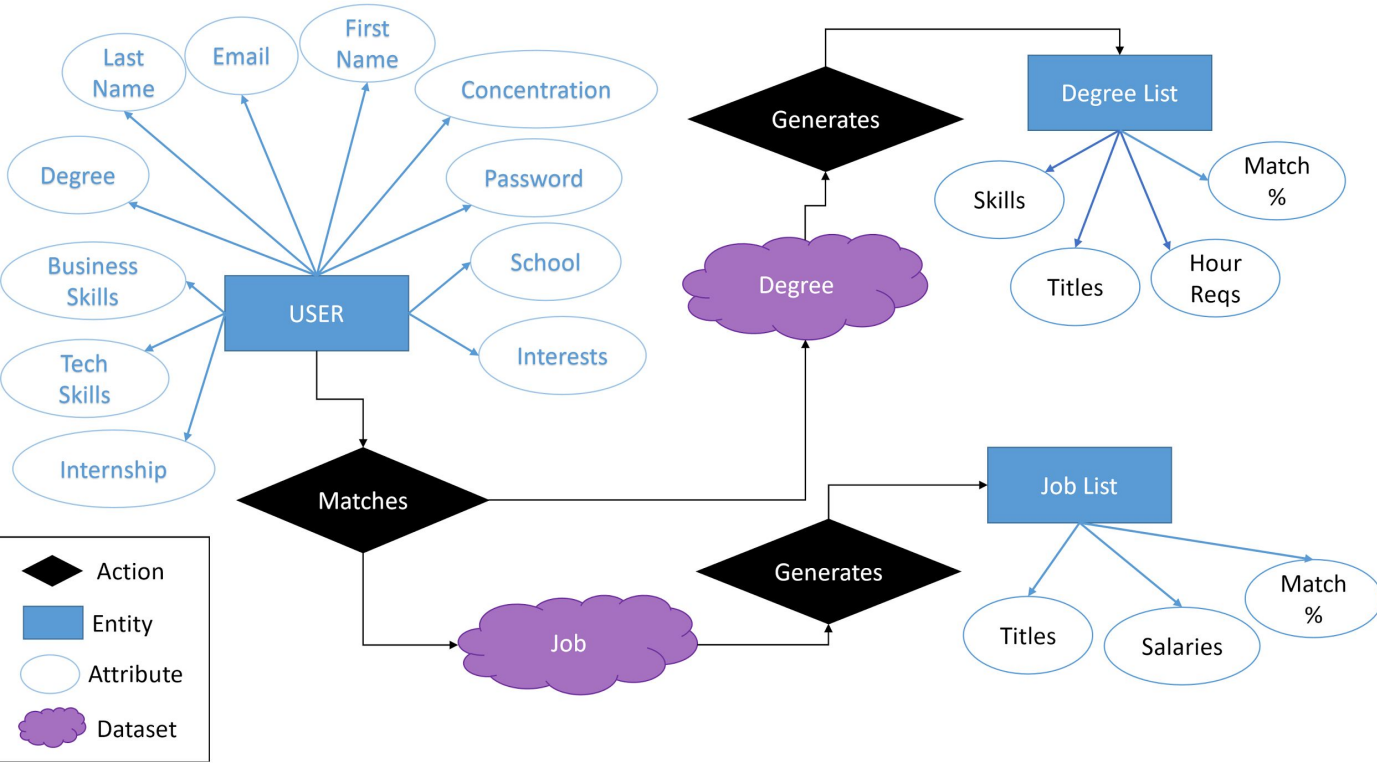 First
Name
Last
Name
Email
Concentration
Degree
Password
Business
Skills
School
USER
Tech
Skills
Interests
Internship
Matches
Generates
Degree List
Skills
Match
%
Titles
Hour
Reqs
Degree
Job List
Generates
Job
Titles
Salaries
Match
%
Action
Entity
Attribute
Dataset